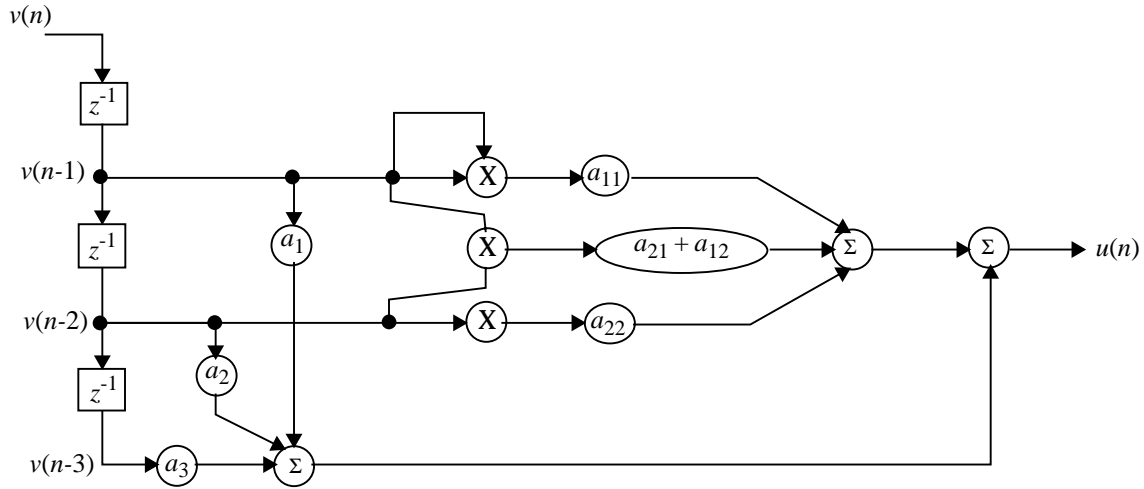 v(n)
z⁻¹
v(n-1)
X
a₁₁
z⁻¹
a₁
X
a₂₁ + a₁₂
Σ
Σ
u(n)
v(n-2)
X
a₂₂
z⁻¹
a₂
v(n-3)
a₃
Σ